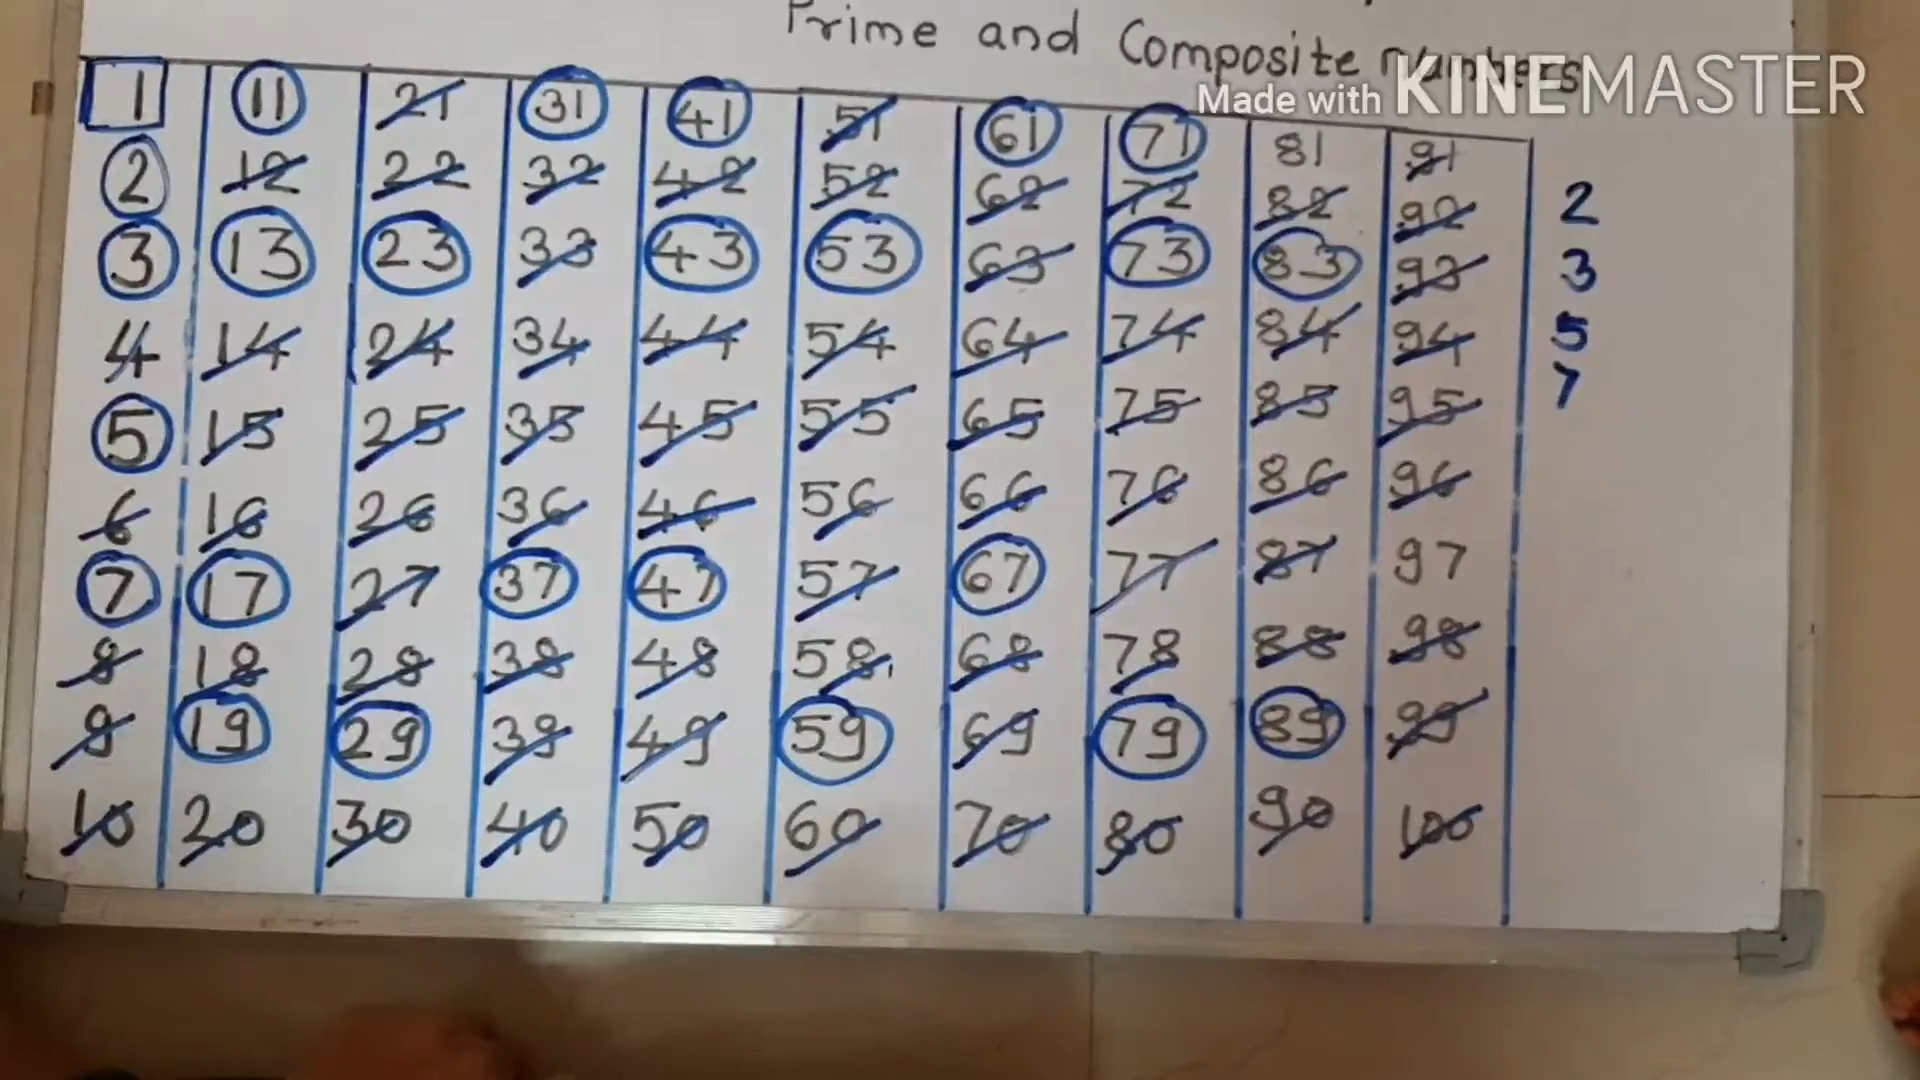 Prime and Composite numbers
Made with KINEMASTER
1 11 21 31 41 51 61 71 81 91
2 12 22 32 42 52 62 72 82 92 2
3 13 23 33 43 53 63 73 83 93 3
4 14 24 34 44 54 64 74 84 94 5
5 15 25 35 45 55 65 75 85 95 7
6 16 26 36 46 56 66 76 86 96
7 17 27 37 47 57 67 77 87 97
8 18 28 38 48 58 68 78 88 98
9 19 29 39 49 59 69 79 89 99
10 20 30 40 50 60 70 80 90 100